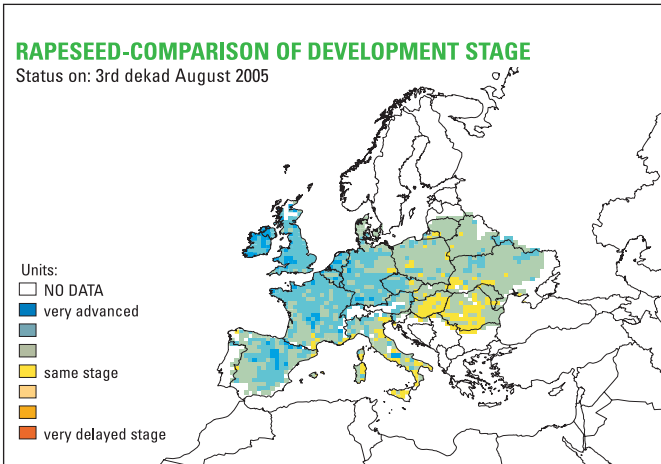 RAPESEED-COMPARISON OF DEVELOPMENT STAGE
Status on: 3rd dekad August 2005
Units:
NO DATA
very advanced
same stage
very delayed stage